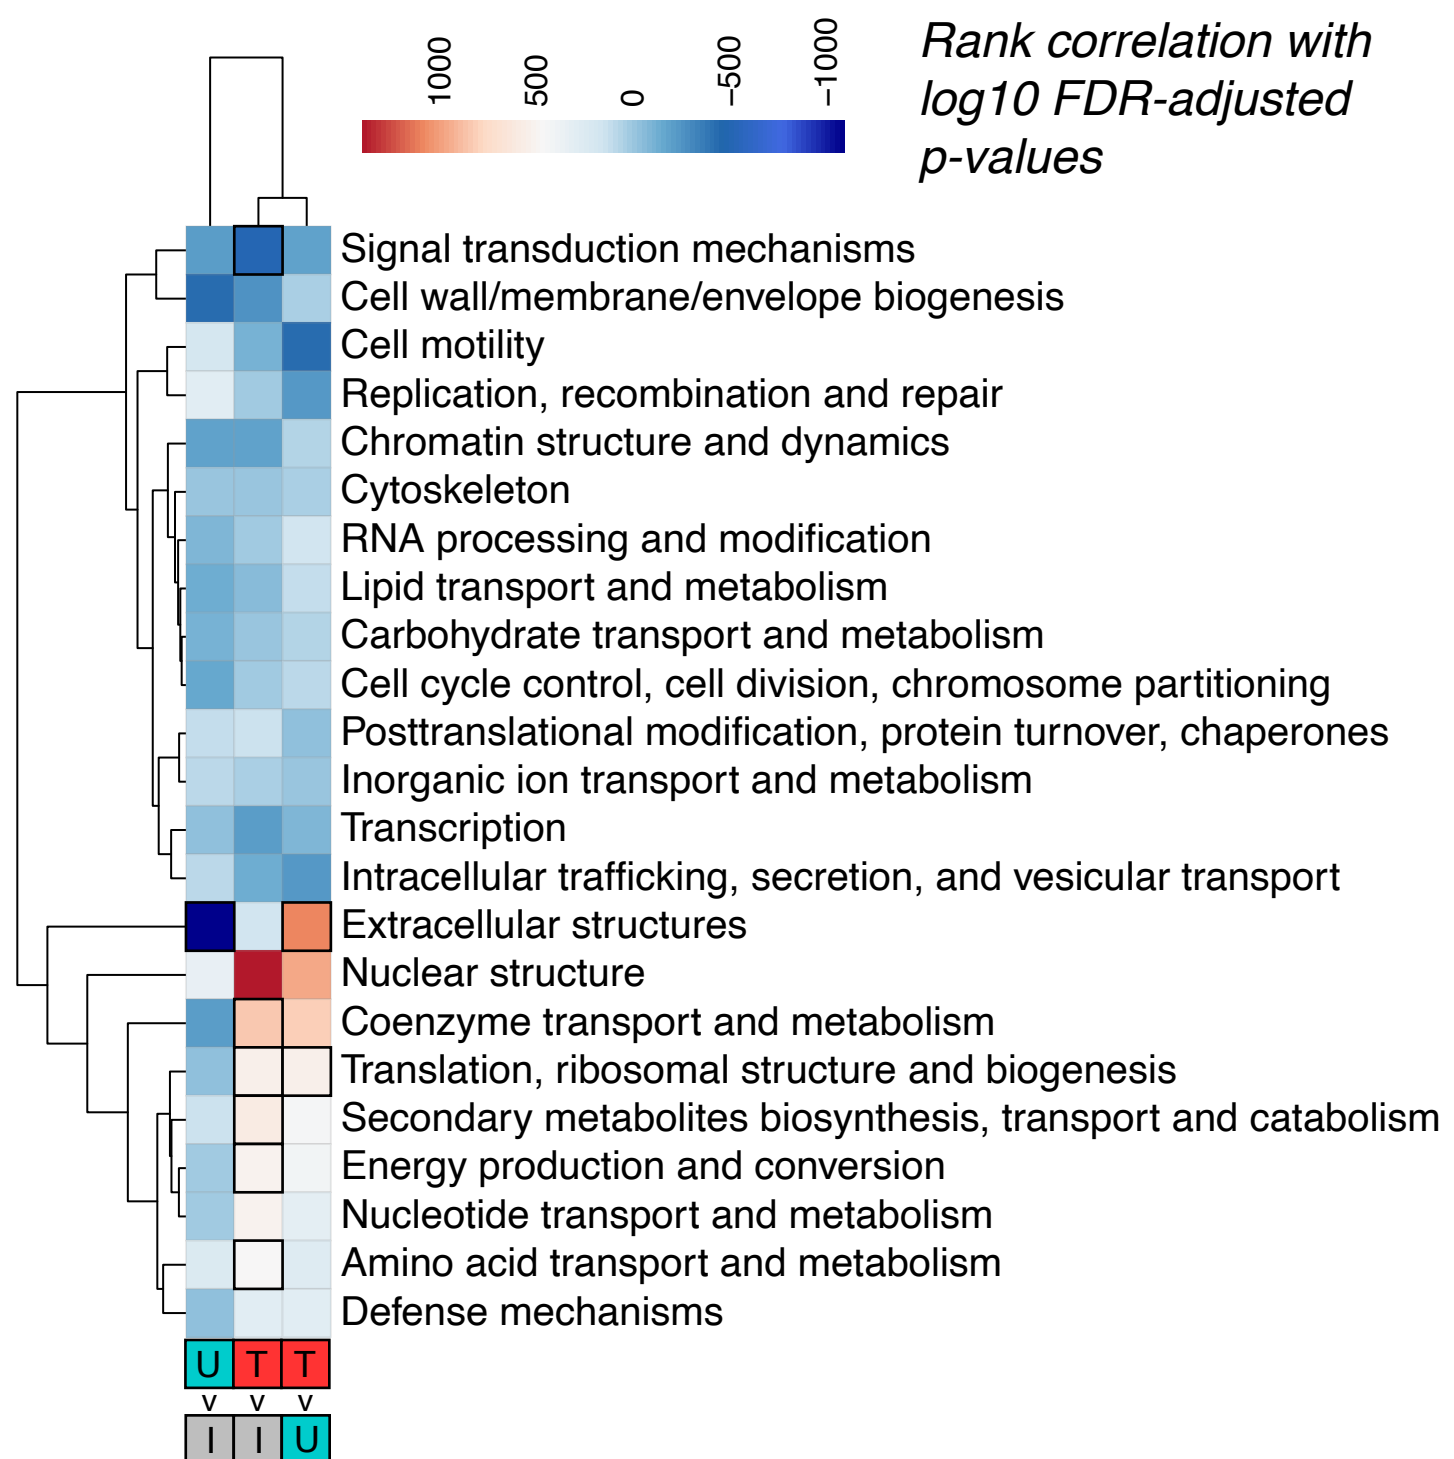 1000
500
0
−500
−1000
Rank correlation with
log10 FDR-adjusted
p-values
Signal transduction mechanisms
Cell wall/membrane/envelope biogenesis
Cell motility
Replication, recombination and repair
Chromatin structure and dynamics
Cytoskeleton
RNA processing and modification
Lipid transport and metabolism
Carbohydrate transport and metabolism
Cell cycle control, cell division, chromosome partitioning
Posttranslational modification, protein turnover, chaperones
Inorganic ion transport and metabolism
Transcription
Intracellular trafficking, secretion, and vesicular transport
Extracellular structures
Nuclear structure
Coenzyme transport and metabolism
Translation, ribosomal structure and biogenesis
Secondary metabolites biosynthesis, transport and catabolism
Energy production and conversion
Nucleotide transport and metabolism
Amino acid transport and metabolism
Defense mechanisms
U T T
v v v
I I U